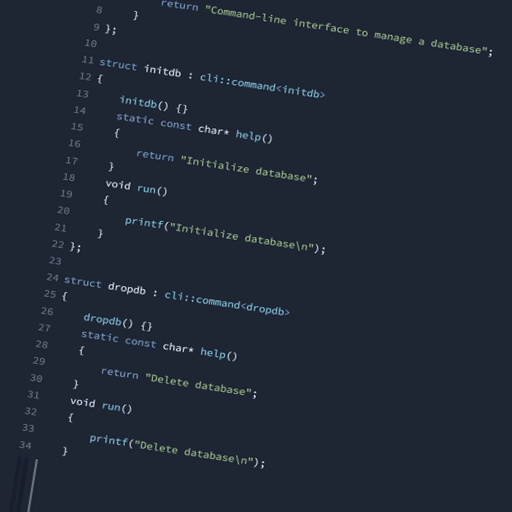 return "Command-line interface to manage a database";
8 }
9 };
10
11 struct initdb : cli::command<initdb>
12 {
13 initdb() {}
14 static const char* help()
15 {
16 return "Initialize database";
17 }
18 void run()
19 {
20 printf("Initialize database\n");
21 }
22 };
23
24 struct dropdb : cli::command<dropdb>
25 {
26 dropdb() {}
27 static const char* help()
28 {
29 return "Delete database";
30 }
31 void run()
32 {
33 printf("Delete database\n");
34 }